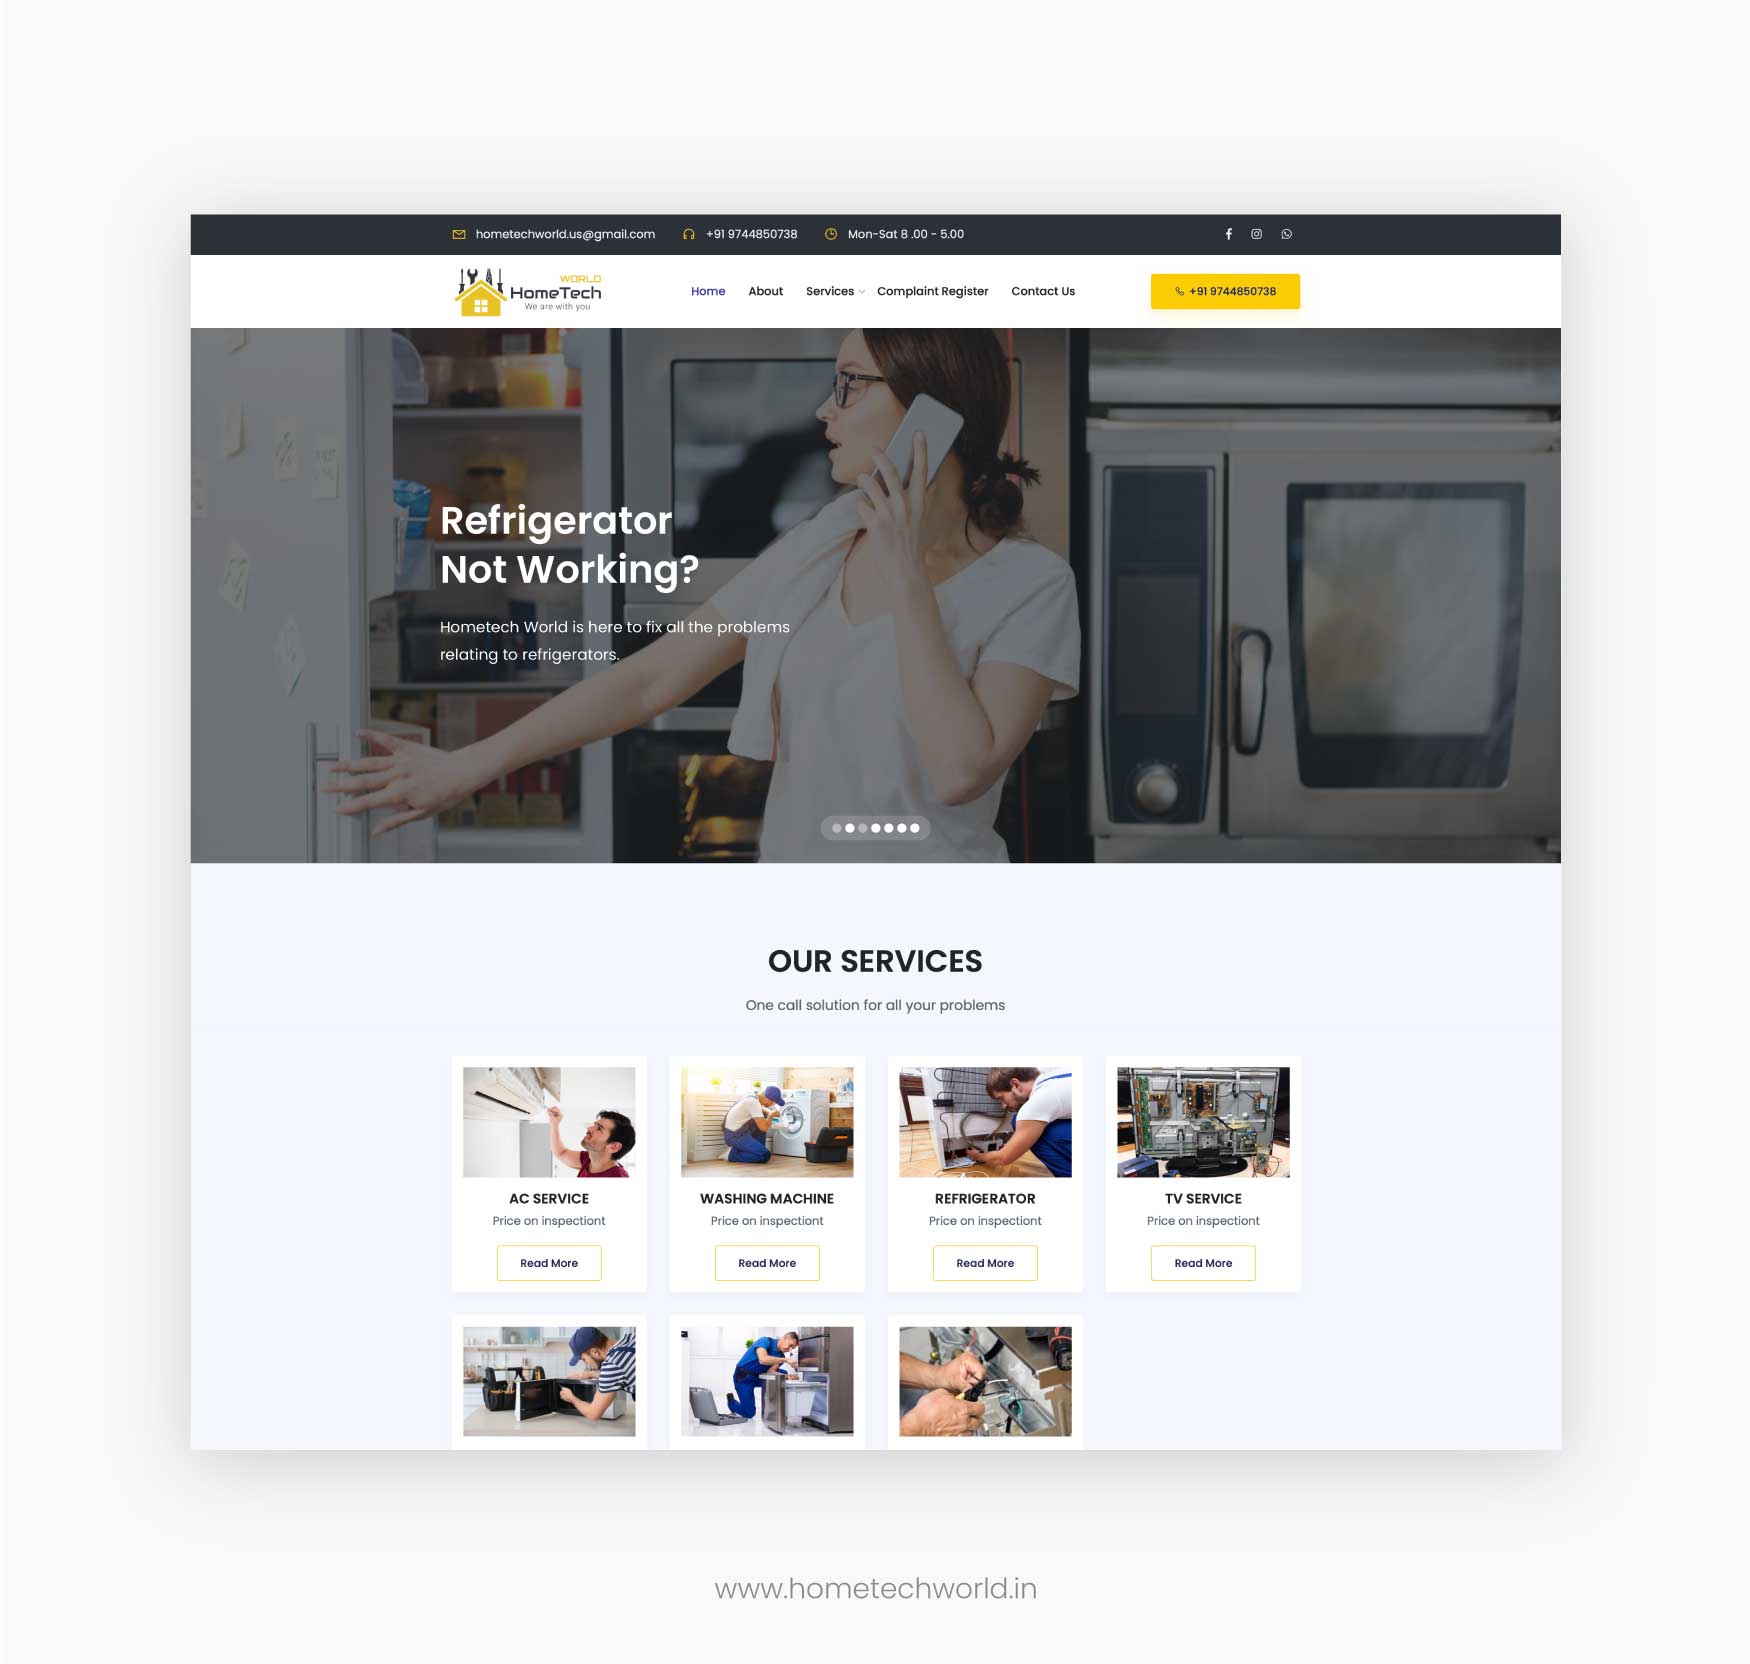 hometechworld.us@gmail.com
+91 9744850738
Mon-Sat 8 .00 - 5.00
WORLD
HomeTech
We are with you
Home
About
Services
Complaint Register
Contact Us
+91 9744850738
Refrigerator
Not Working?
Hometech World is here to fix all the problems
relating to refrigerators.
OUR SERVICES
One call solution for all your problems
AC SERVICE
Price on inspectiont
Read More
WASHING MACHINE
Price on inspectiont
Read More
REFRIGERATOR
Price on inspectiont
Read More
TV SERVICE
Price on inspectiont
Read More
www.hometechworld.in